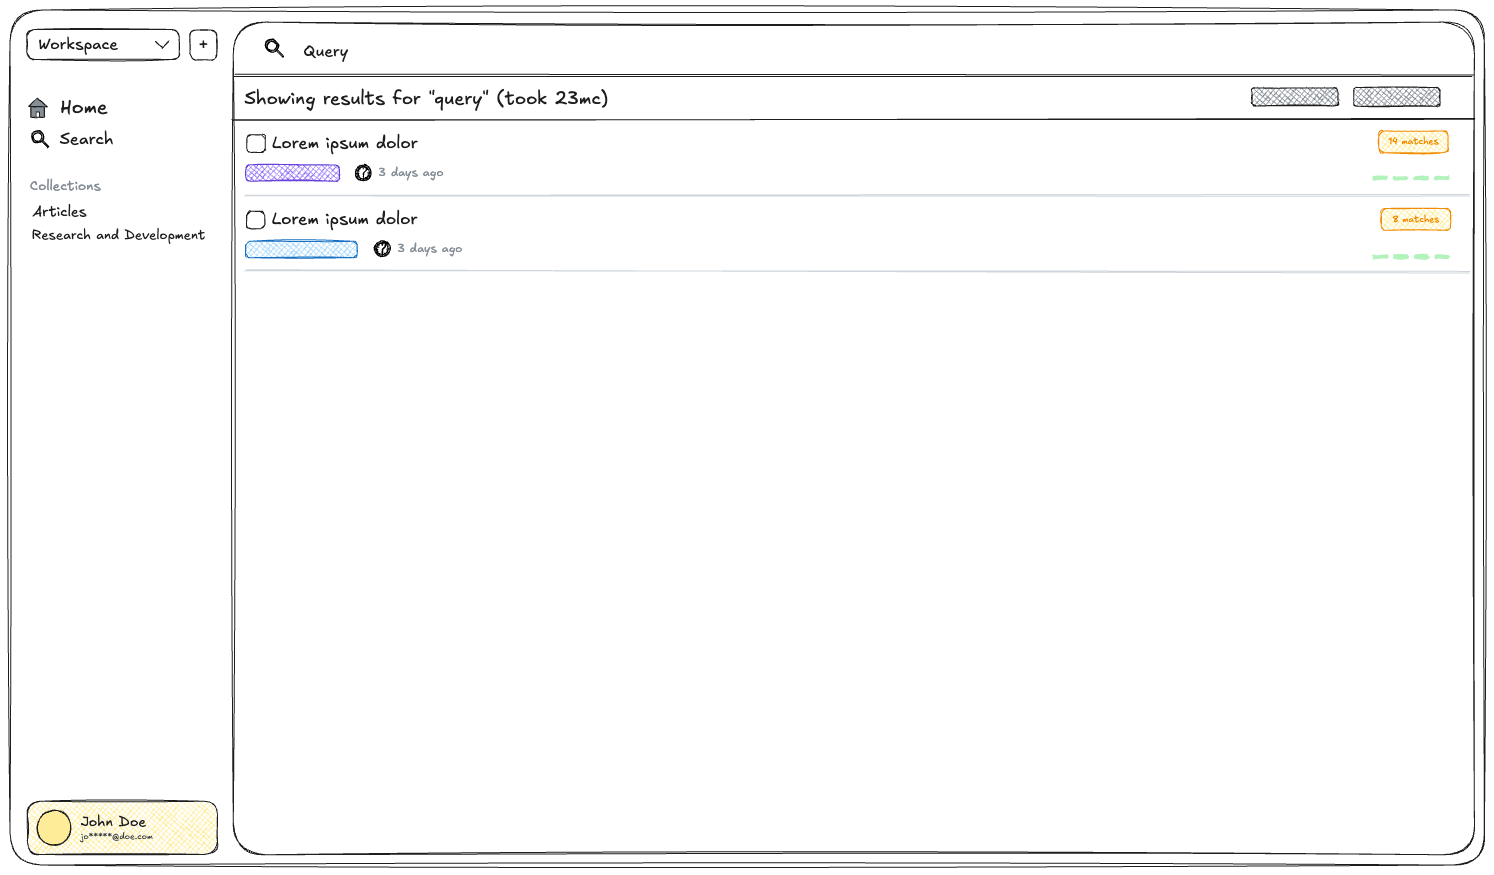 Workspace
+
Home
Search
Collections
Articles
Research and Development
John Doe
jo*****@doe.com
Query
Showing results for "query" (took 23mc)
Lorem ipsum dolor
14 matches
3 days ago
Lorem ipsum dolor
8 matches
3 days ago